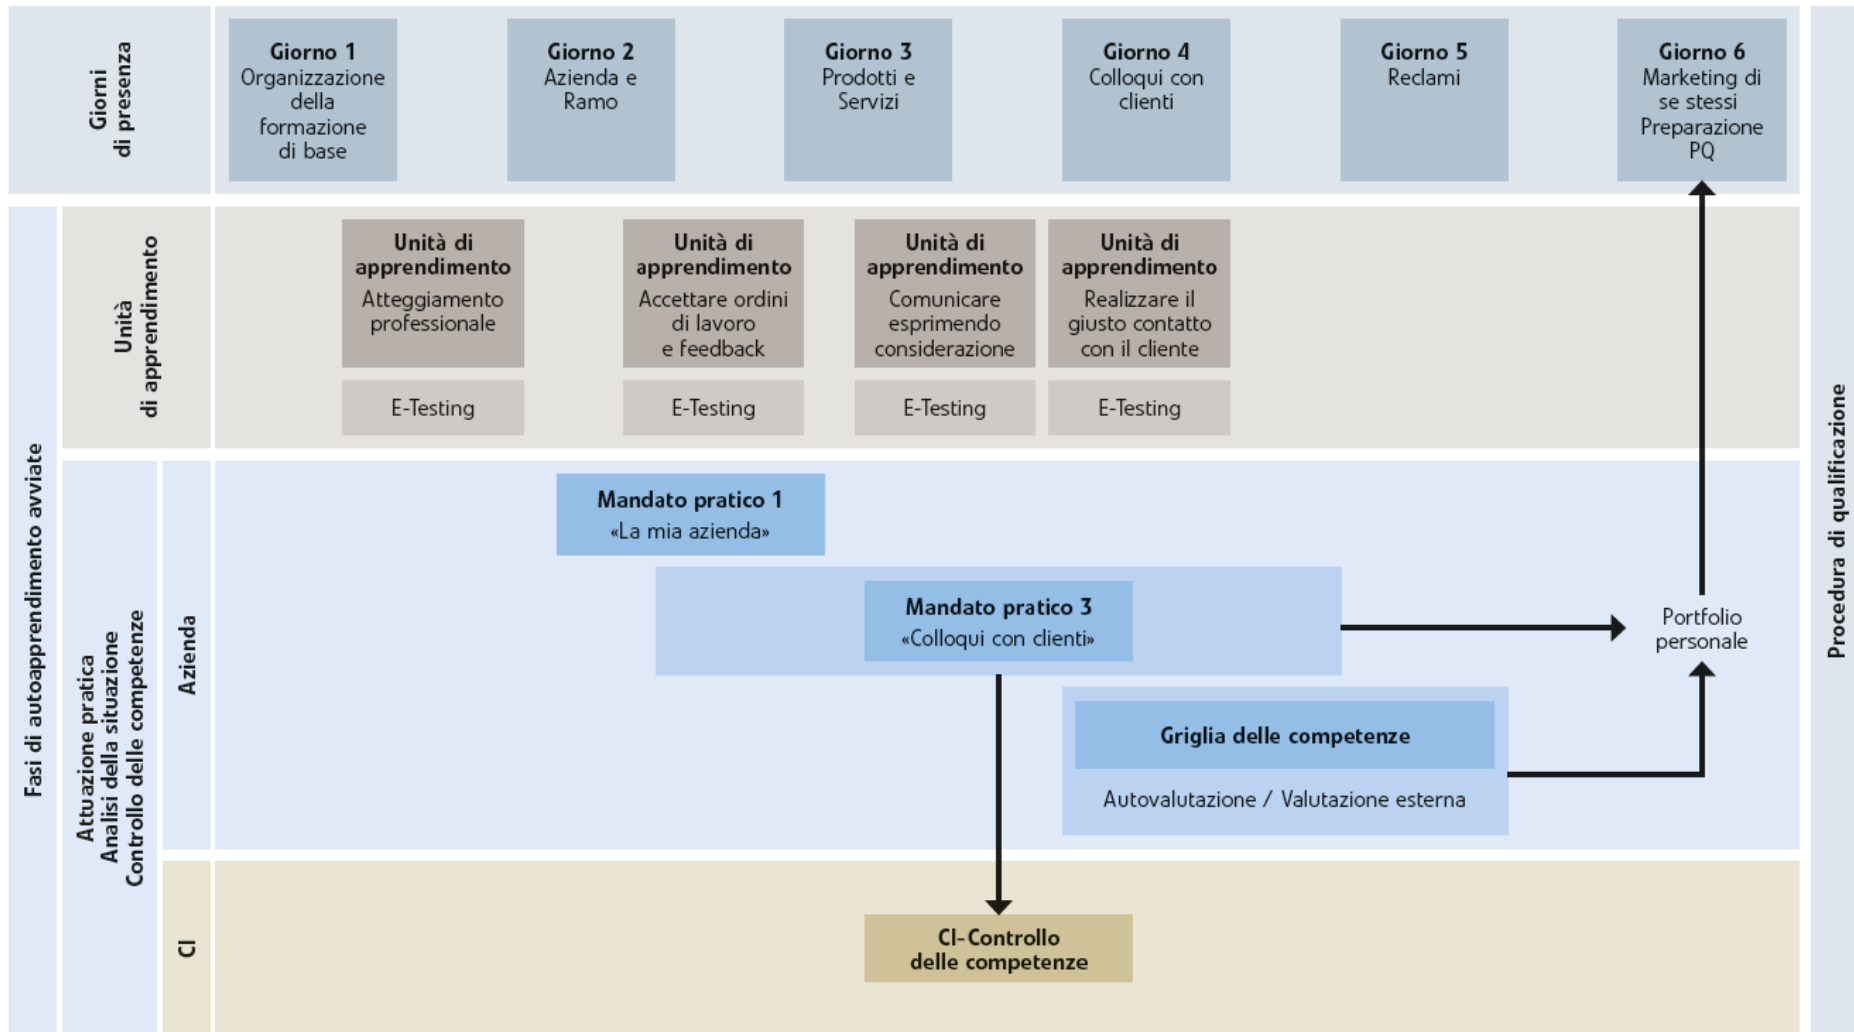 Giorni
di presenza
Giorno 1
Organizzazione
della
formazione
di base
Giorno 2
Azienda e
Ramo
Giorno 3
Prodotti e
Servizi
Giorno 4
Colloqui con
clienti
Giorno 5
Reclami
Giorno 6
Marketing di
se stessi
Preparazione
PQ
Fasi di autoapprendimento avviate
Unità
di apprendimento
Unità di
apprendimento
Atteggiamento
professionale
E-Testing
Unità di
apprendimento
Accettare ordini
di lavoro
e feedback
E-Testing
Unità di
apprendimento
Comunicare
esprimendo
considerazione
E-Testing
Unità di
apprendimento
Realizzare il
giusto contatto
con il cliente
E-Testing
Attuazione pratica
Analisi della situazione
Controllo delle competenze
Azienda
Mandato pratico 1
«La mia azienda»
Mandato pratico 3
«Colloqui con clienti»
Portfolio
personale
Griglia delle competenze
Autovalutazione / Valutazione esterna
CI
CI-Controllo
delle competenze
Procedura di qualificazione